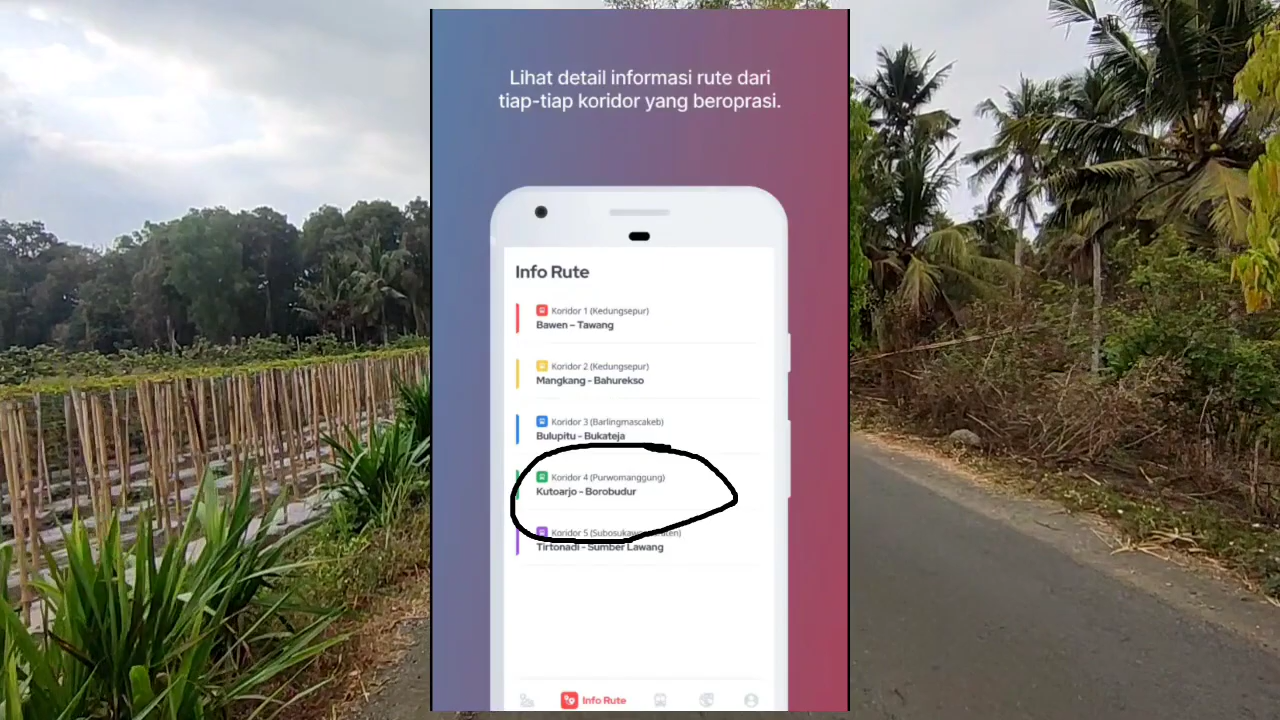 Lihat detail informasi rute dari
tiap-tiap koridor yang beroprasi.
Info Rute
Koridor 1 (Kedungsepur)
Bawen – Tawang
Koridor 2 (Kedungsepur)
Mangkang - Bahurekso
Koridor 3 (Barlingmascakeb)
Bulupitu - Bukateja
Koridor 4 (Purwomanggung)
Kutoarjo - Borobudur
Koridor 5
Tirtonadi - Sumber Lawang
Info Rute